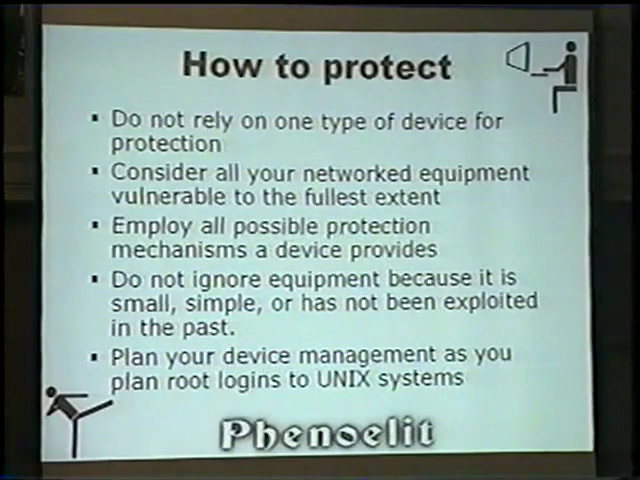 How to protect
▪ Do not rely on one type of device for
protection
▪ Consider all your networked equipment
vulnerable to the fullest extent
▪ Employ all possible protection
mechanisms a device provides
▪ Do not ignore equipment because it is
small, simple, or has not been exploited
in the past.
▪ Plan your device management as you
plan root logins to UNIX systems
Phenoelit